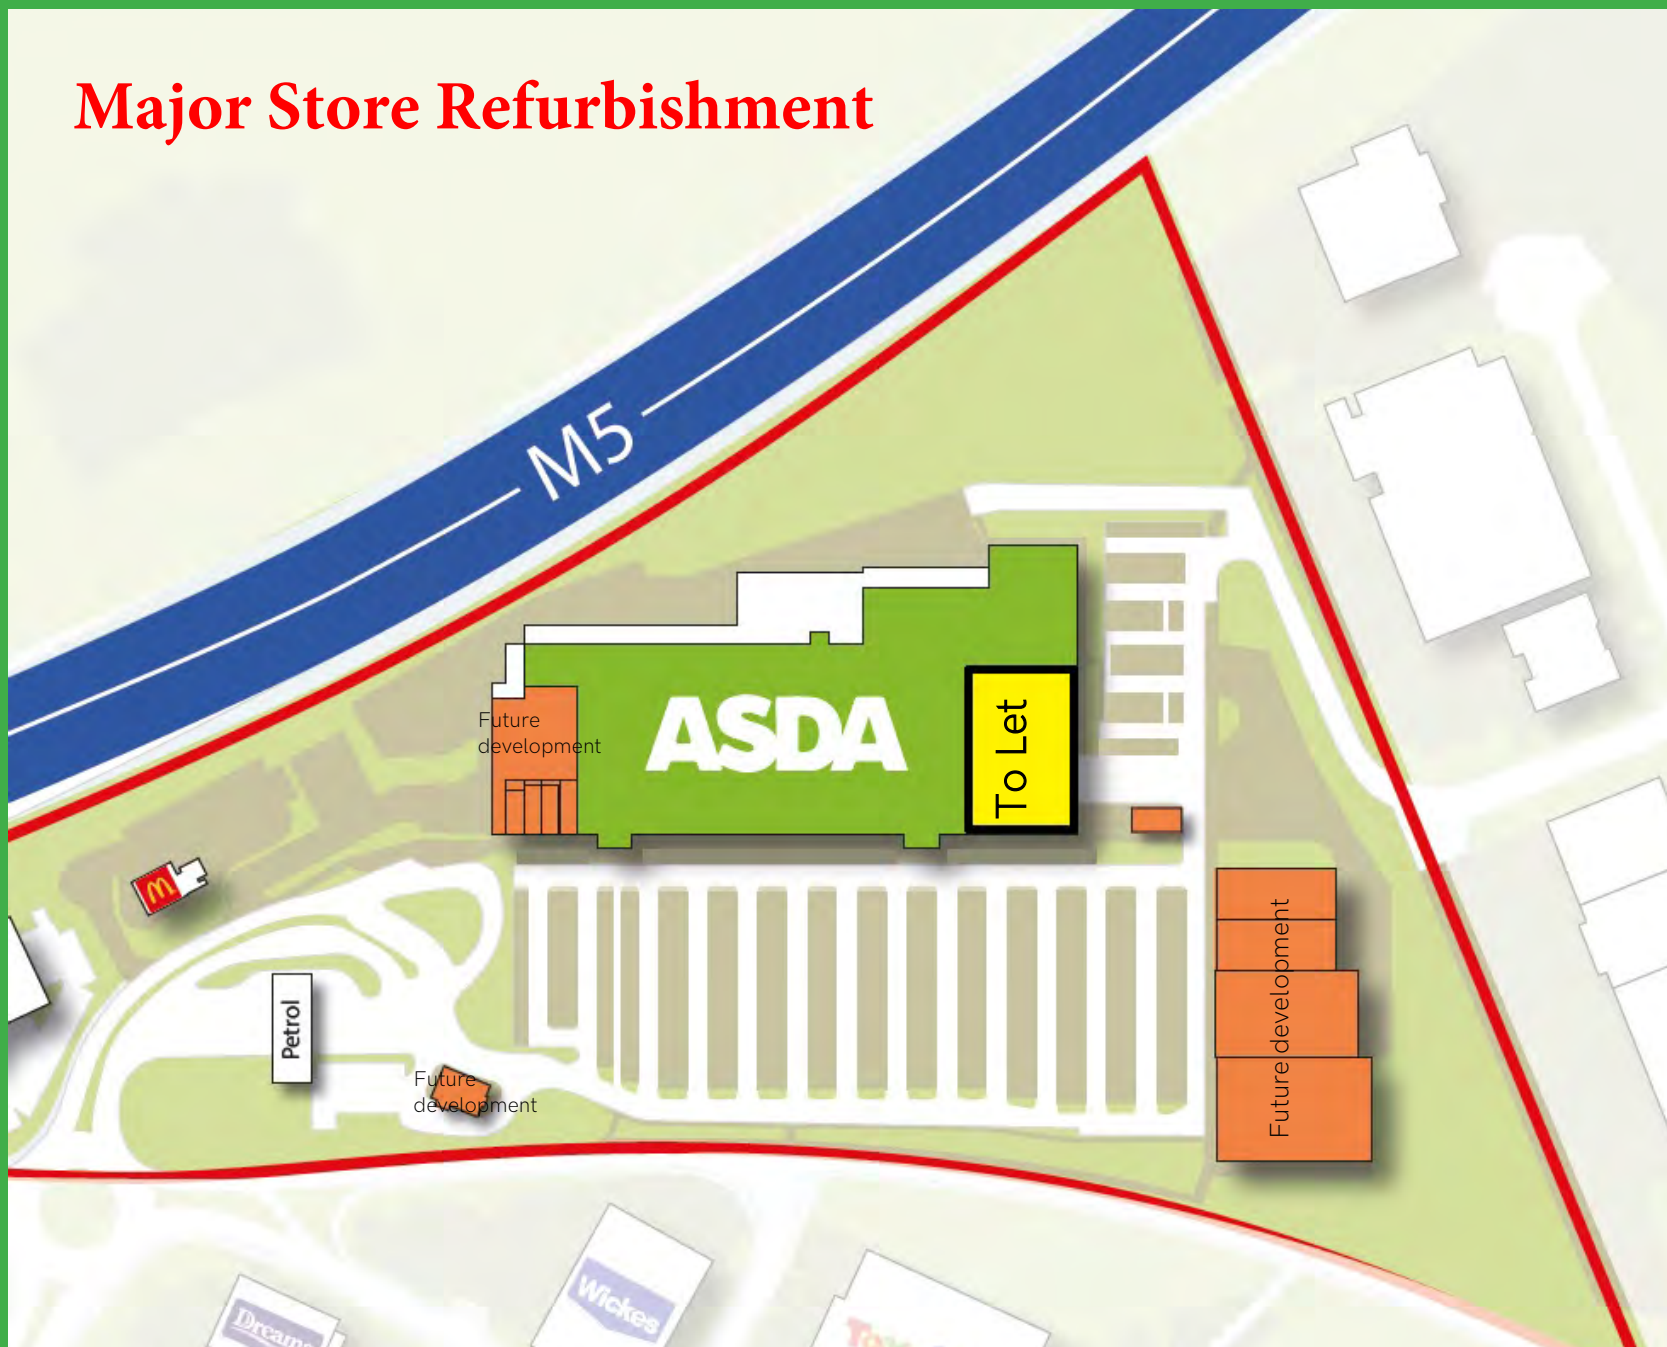 Major Store Refurbishment
M5
Future
development
ASDA
To Let
Future development
Petrol
Future
development
Wickes